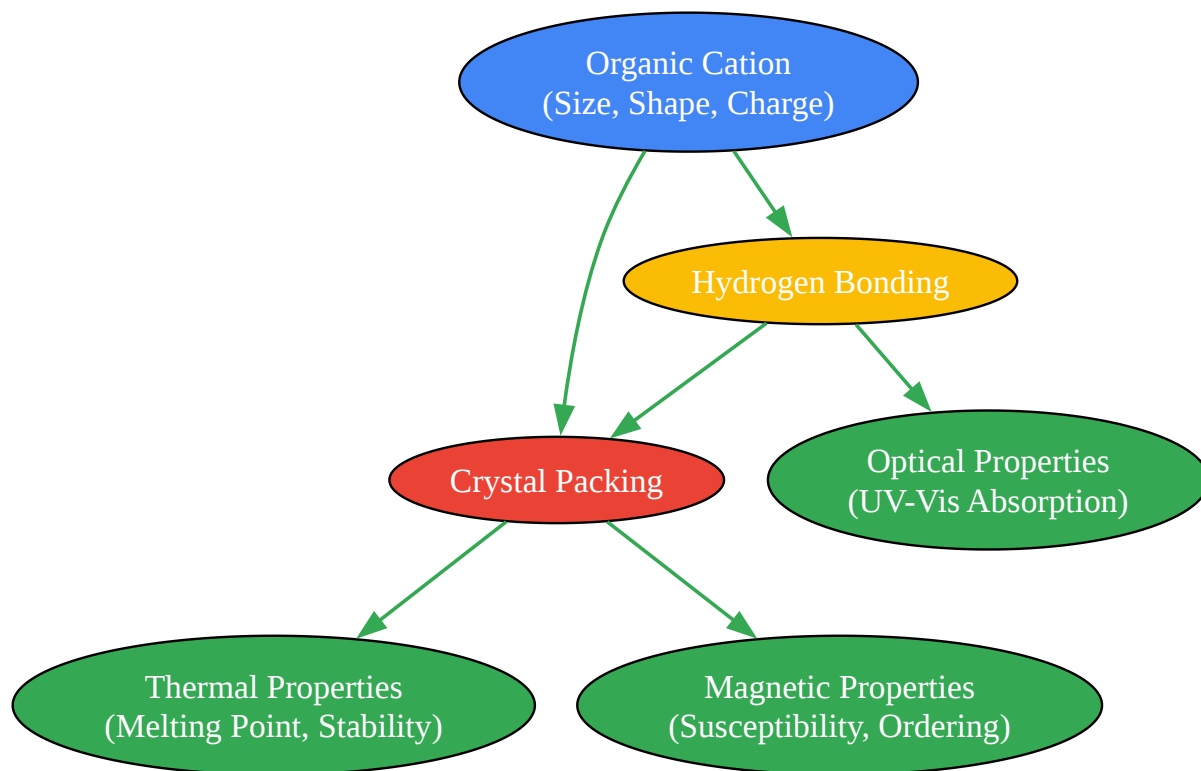 Organic Cation
(Size, Shape, Charge)
Hydrogen Bonding
Optical Properties
(UV-Vis Absorption)
Crystal Packing
Thermal Properties
(Melting Point, Stability)
Magnetic Properties
(Susceptibility, Ordering)